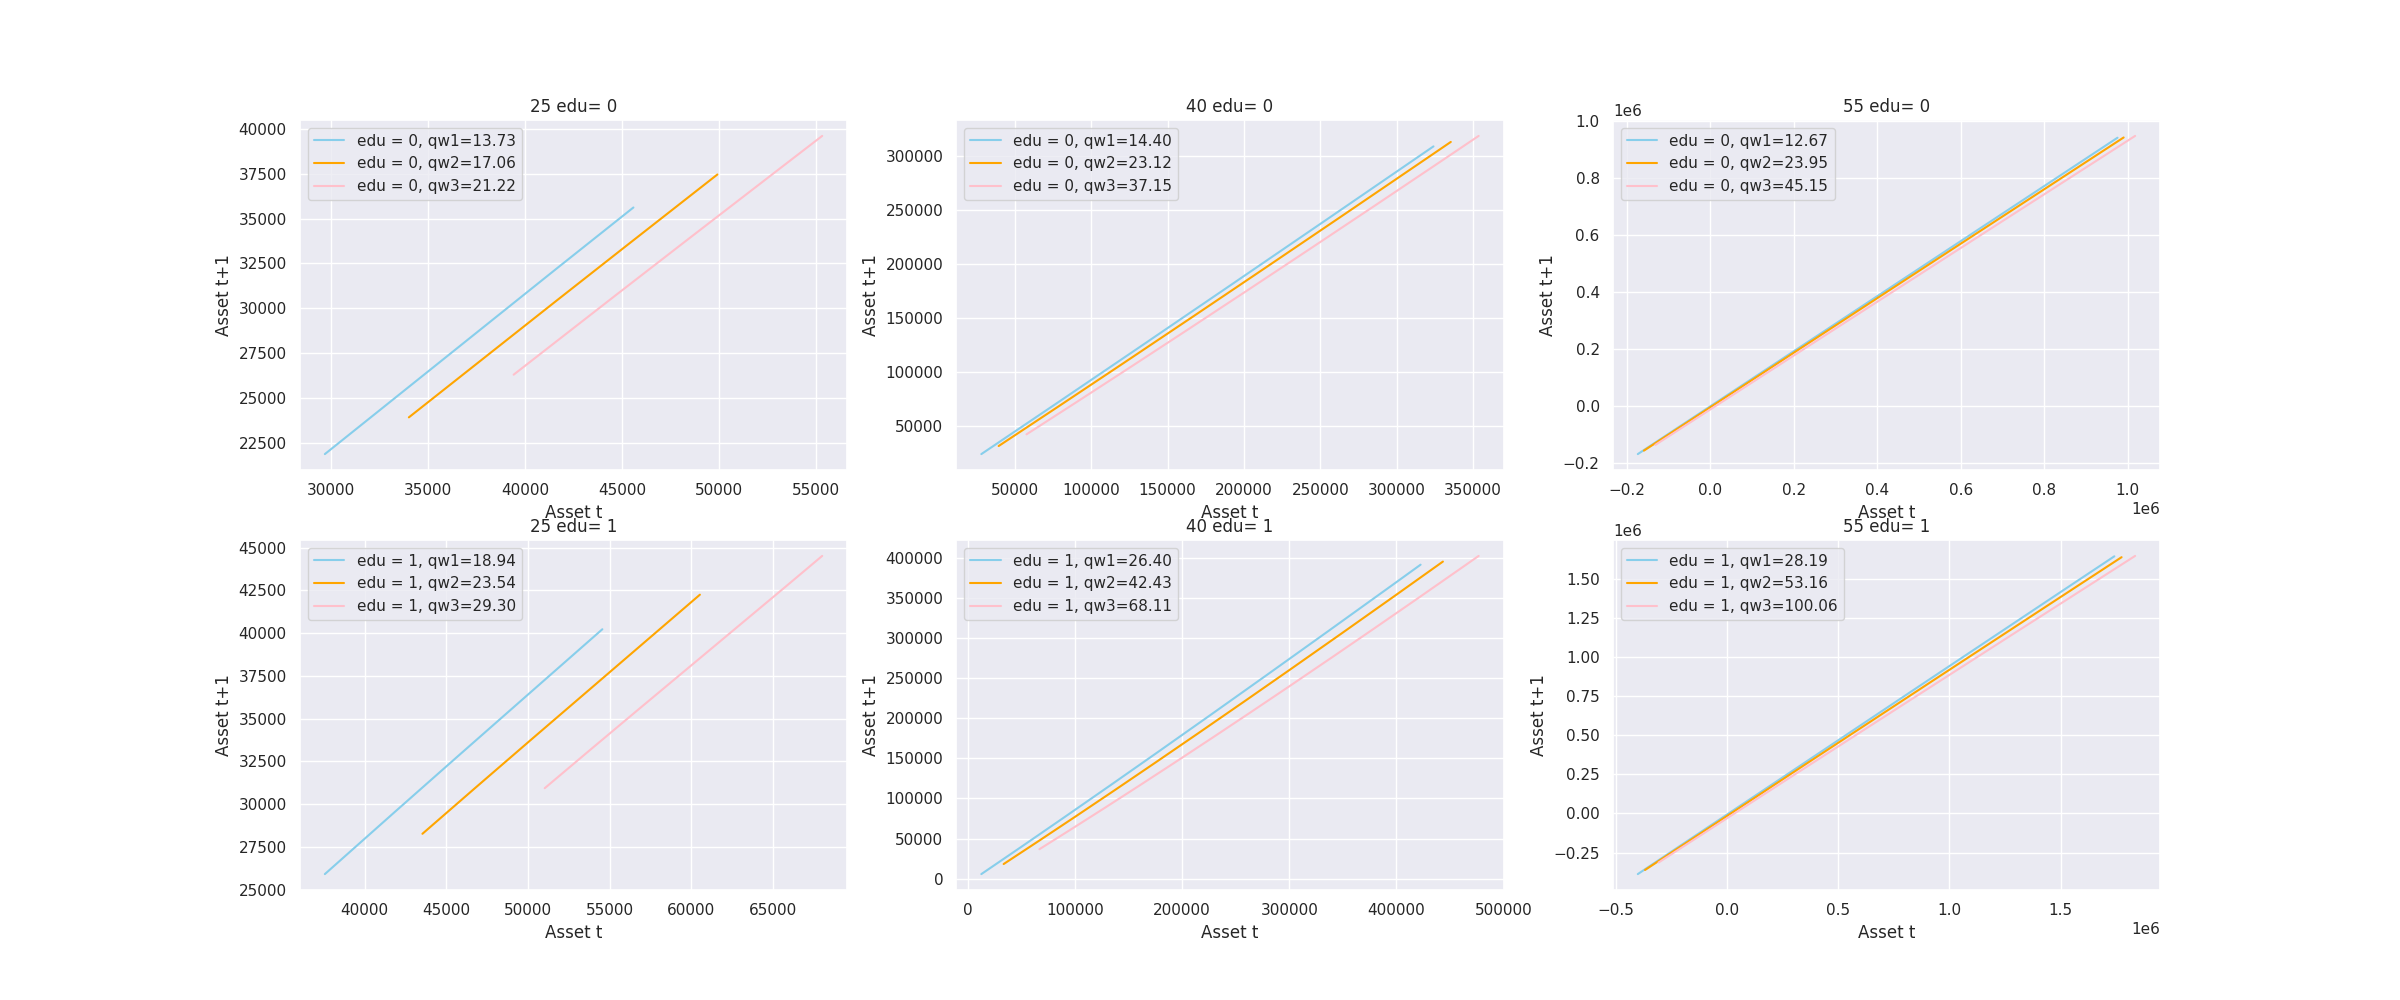 25 edu= 0
edu = 0, qw1=13.73
edu = 0, qw2=17.06
edu = 0, qw3=21.22
Asset t+1
40000
37500
35000
32500
30000
27500
25000
22500
30000 35000 40000 45000 50000 55000
Asset t
40 edu= 0
edu = 0, qw1=14.40
edu = 0, qw2=23.12
edu = 0, qw3=37.15
Asset t+1
300000
250000
200000
150000
100000
50000
50000 100000 150000 200000 250000 300000 350000
Asset t
55 edu= 0
1e6
edu = 0, qw1=12.67
edu = 0, qw2=23.95
edu = 0, qw3=45.15
Asset t+1
1.0
0.8
0.6
0.4
0.2
0.0
−0.2
−0.2 0.0 0.2 0.4 0.6 0.8 1.0
Asset t
1e6
25 edu= 1
edu = 1, qw1=18.94
edu = 1, qw2=23.54
edu = 1, qw3=29.30
Asset t+1
45000
42500
40000
37500
35000
32500
30000
27500
25000
40000 45000 50000 55000 60000 65000
Asset t
40 edu= 1
edu = 1, qw1=26.40
edu = 1, qw2=42.43
edu = 1, qw3=68.11
Asset t+1
400000
350000
300000
250000
200000
150000
100000
50000
0
0 100000 200000 300000 400000 500000
Asset t
55 edu= 1
1e6
edu = 1, qw1=28.19
edu = 1, qw2=53.16
edu = 1, qw3=100.06
Asset t+1
1.50
1.25
1.00
0.75
0.50
0.25
0.00
−0.25
−0.5 0.0 0.5 1.0 1.5
Asset t
1e6